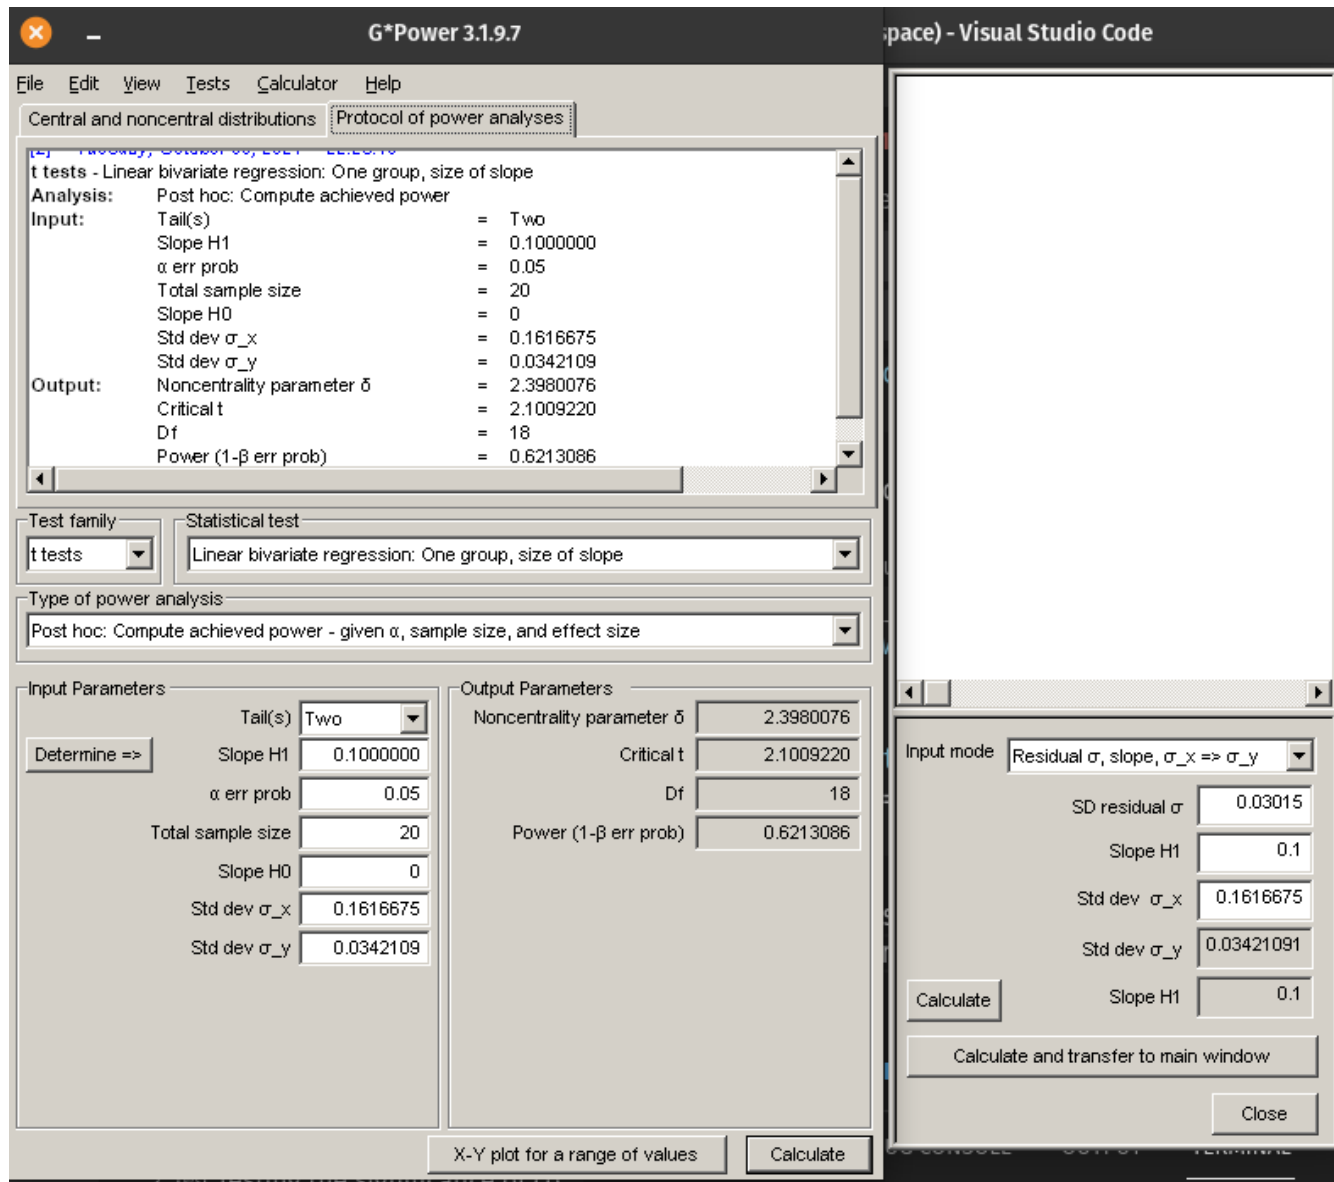 G*Power 3.1.9.7
space) - Visual Studio Code
File Edit View Tests Calculator Help
Central and noncentral distributions Protocol of power analyses
t tests - Linear bivariate regression: One group, size of slope
Analysis: Post hoc: Compute achieved power
Input: Tail(s) = Two
Slope H1 = 0.1000000
α err prob = 0.05
Total sample size = 20
Slope H0 = 0
Std dev σ_x = 0.1616675
Std dev σ_y = 0.0342109
Output: Noncentrality parameter δ = 2.3980076
Critical t = 2.1009220
Df = 18
Power (1-β err prob) = 0.6213086
Test family
t tests
Statistical test
Linear bivariate regression: One group, size of slope
Type of power analysis
Post hoc: Compute achieved power - given α, sample size, and effect size
Input Parameters
Tail(s) Two
Determine => Slope H1 0.1000000
α err prob 0.05
Total sample size 20
Slope H0 0
Std dev σ_x 0.1616675
Std dev σ_y 0.0342109
Output Parameters
Noncentrality parameter δ 2.3980076
Critical t 2.1009220
Df 18
Power (1-β err prob) 0.6213086
X-Y plot for a range of values Calculate
Input mode Residual σ, slope, σ_x => σ_y
SD residual σ 0.03015
Slope H1 0.1
Std dev σ_x 0.1616675
Std dev σ_y 0.03421091
Calculate Slope H1 0.1
Calculate and transfer to main window
Close